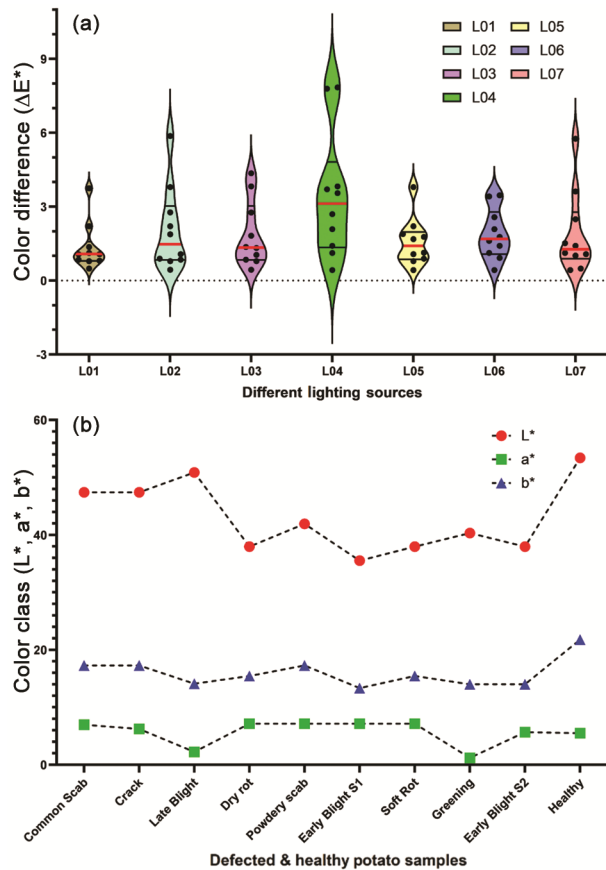 (a)
L01
L02
L03
L04
L05
L06
L07
Color difference (ΔE*)
9
6
3
0
-3
L01 L02 L03 L04 L05 L06 L07
Different lighting sources
(b)
L*
a*
b*
Color class (L*, a*, b*)
60
40
20
0
Common Scab
Crack
Late Blight
Dry rot
Powdery scab
Early Blight S1
Soft Rot
Greening
Early Blight S2
Healthy
Defected & healthy potato samples